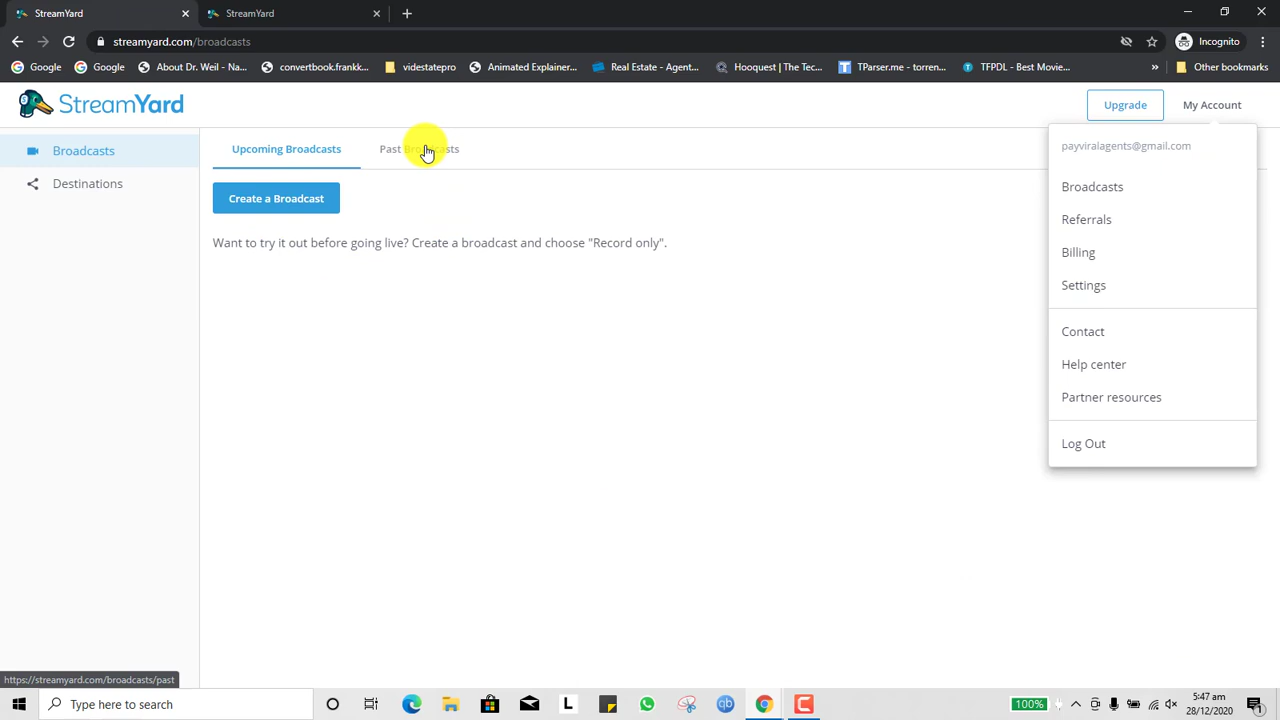 StreamYard
StreamYard
streamyard.com/broadcasts
Incognito
Google
Google
About Dr. Weil - Na...
convertbook.frankk...
videstatepro
Animated Explainer...
Real Estate - Agent...
Hooquest | The Tec...
TParser.me - torren...
TFPDL - Best Movie...
»
Other bookmarks
StreamYard
Upgrade
My Account
Broadcasts
Destinations
Upcoming Broadcasts
Past Broadcasts
Create a Broadcast
Want to try it out before going live? Create a broadcast and choose "Record only".
payviralagents@gmail.com
Broadcasts
Referrals
Billing
Settings
Contact
Help center
Partner resources
Log Out
https://streamyard.com/broadcasts/past
Type here to search
100%
5:47 am
28/12/2020